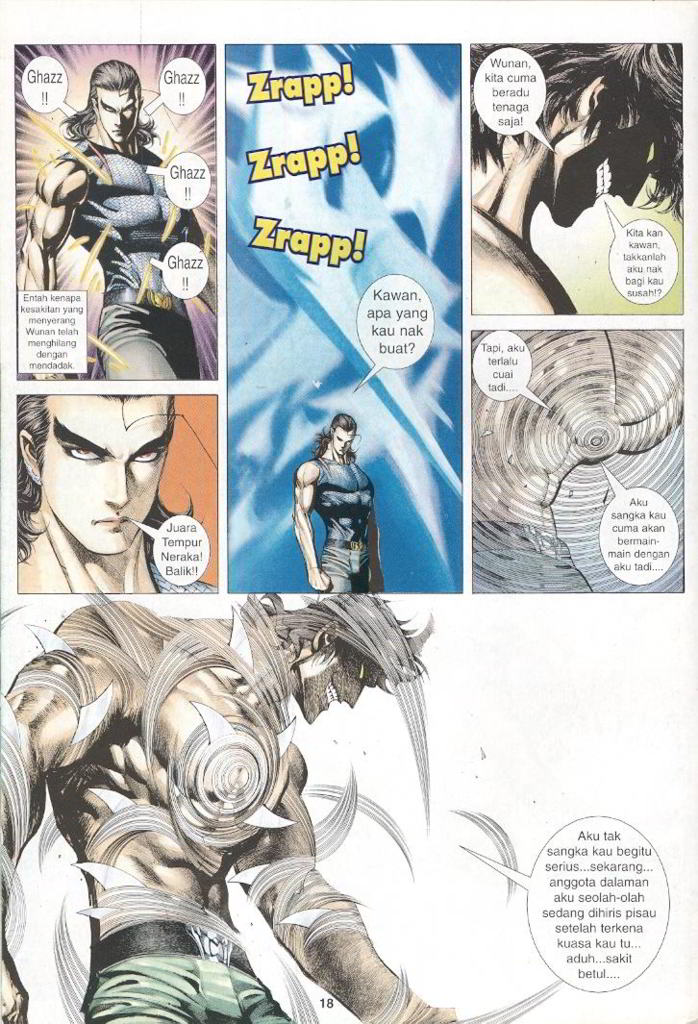 Ghazz
!!
Ghazz
!!
Ghazz
!!
Ghazz
!!
Entah kenapa
kesakitan yang
menyerang
Wunan telah
menghilang
dengan
mendadak.
Juara
Tempur
Neraka!
Balik!!
Zrapp!
Zrapp!
Zrapp!
Kawan,
apa yang
kau nak
buat?
Wunan,
kita cuma
beradu
tenaga
saja!
Kita kan
kawan,
takkanlah
aku nak
bagi kau
susah!?
Tapi, aku
terlalu
cuai
tadi....
Aku
sangka kau
cuma akan
bermain-
main dengan
aku tadi....
Aku tak
sangka kau begitu
serius...sekarang...
anggota dalaman
aku seolah-olah
sedang dihiris pisau
setelah terkena
kuasa kau tu...
aduh...sakit
betul....
18